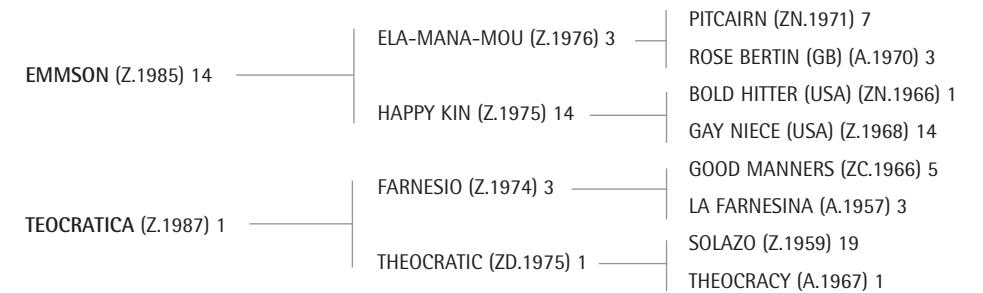 PITCAIRN (ZN.1971) 7
ELA-MANA-MOU (Z.1976) 3
ROSE BERTIN (GB) (A.1970) 3
EMMSON (Z.1985) 14
BOLD HITTER (USA) (ZN.1966) 1
HAPPY KIN (Z.1975) 14
GAY NIECE (USA) (Z.1968) 14
GOOD MANNERS (ZC.1966) 5
FARNESIO (Z.1974) 3
LA FARNESINA (A.1957) 3
TEOCRATICA (Z.1987) 1
SOLAZO (Z.1959) 19
THEOCRATIC (ZD.1975) 1
THEOCRACY (A.1967) 1